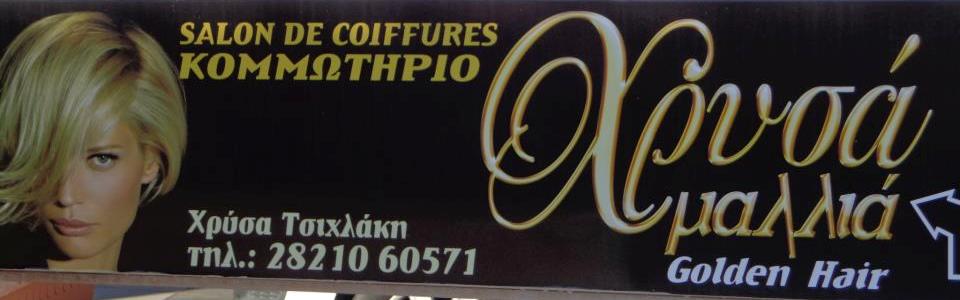 SALON DE COIFFURES
ΚΟΜΜΩΤΗΡΙΟ
Χρυσά
μαλλιά
Golden Hair
Χρύσα Τσιχλάκη
τηλ.: 28210 60571